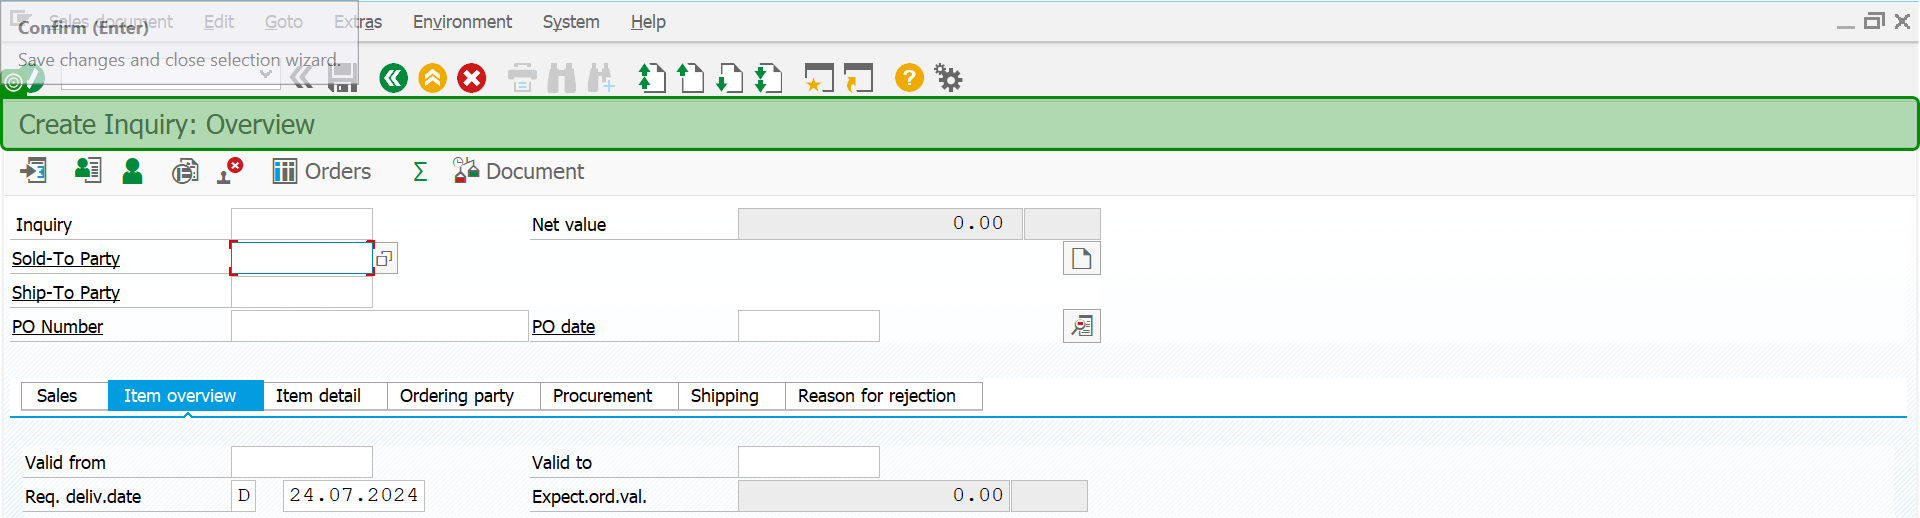 Sales document Edit Goto Extras Environment System Help
Confirm (Enter)
Save changes and close selection wizard.
Create Inquiry: Overview
Orders Σ Document
Inquiry Net value 0.00
Sold-To Party
Ship-To Party
PO Number PO date
Sales Item overview Item detail Ordering party Procurement Shipping Reason for rejection
Valid from Valid to
Req. deliv.date D 24.07.2024 Expect.ord.val. 0.00